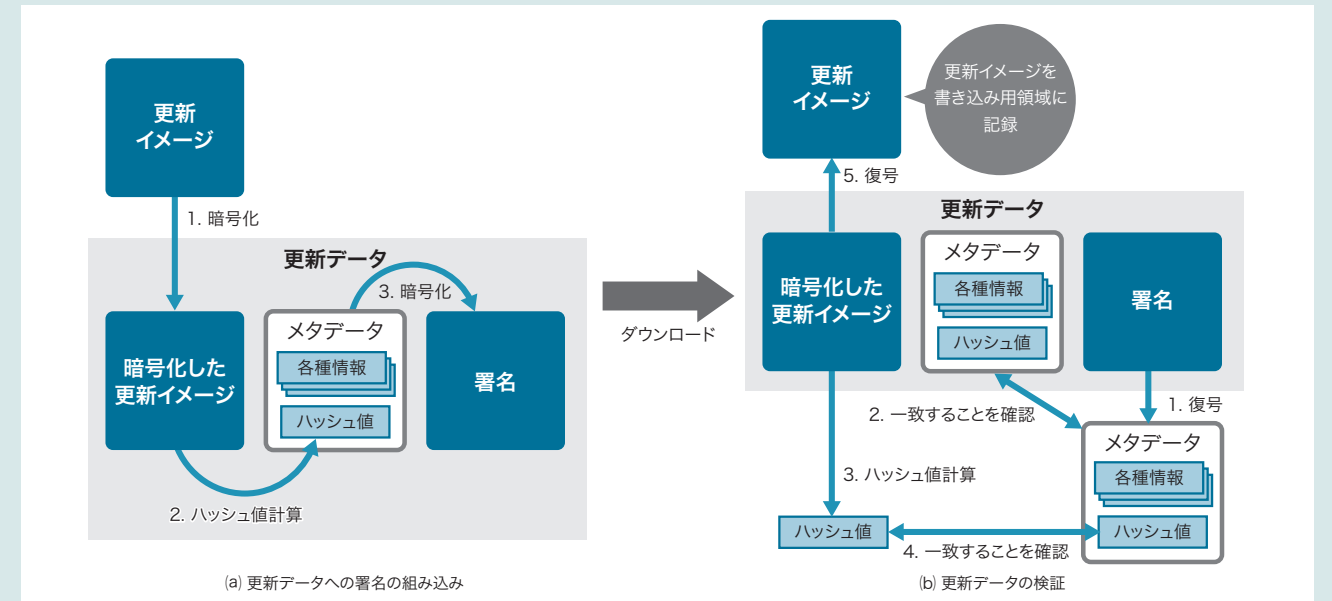 更新
イメージ
1. 暗号化
更新データ
3. 暗号化
暗号化した
更新イメージ
メタデータ
各種情報
ハッシュ値
署名
2. ハッシュ値計算
(a) 更新データへの署名の組み込み
ダウンロード
更新
イメージ
更新イメージを
書き込み用領域に
記録
5. 復号
更新データ
暗号化した
更新イメージ
メタデータ
各種情報
ハッシュ値
署名
1. 復号
2. 一致することを確認
メタデータ
各種情報
ハッシュ値
3. ハッシュ値計算
ハッシュ値
4. 一致することを確認
(b) 更新データの検証